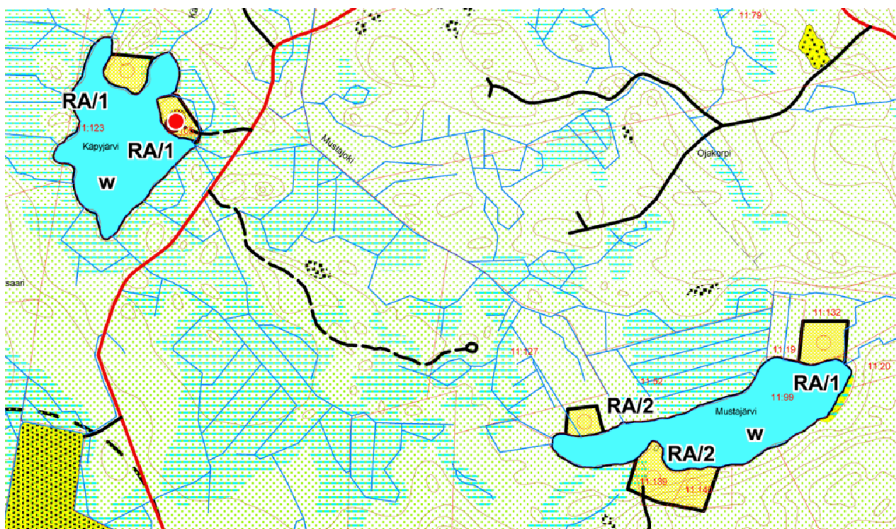 11:79
RA/1
1:123
Käpyjärvi
RA/1
w
Mustajoki
Ojakorpi
saari
11:132
11:127
11:19
11:20
11:52
RA/1
11:99
RA/2
Mustajärvi
w
RA/2
11:139